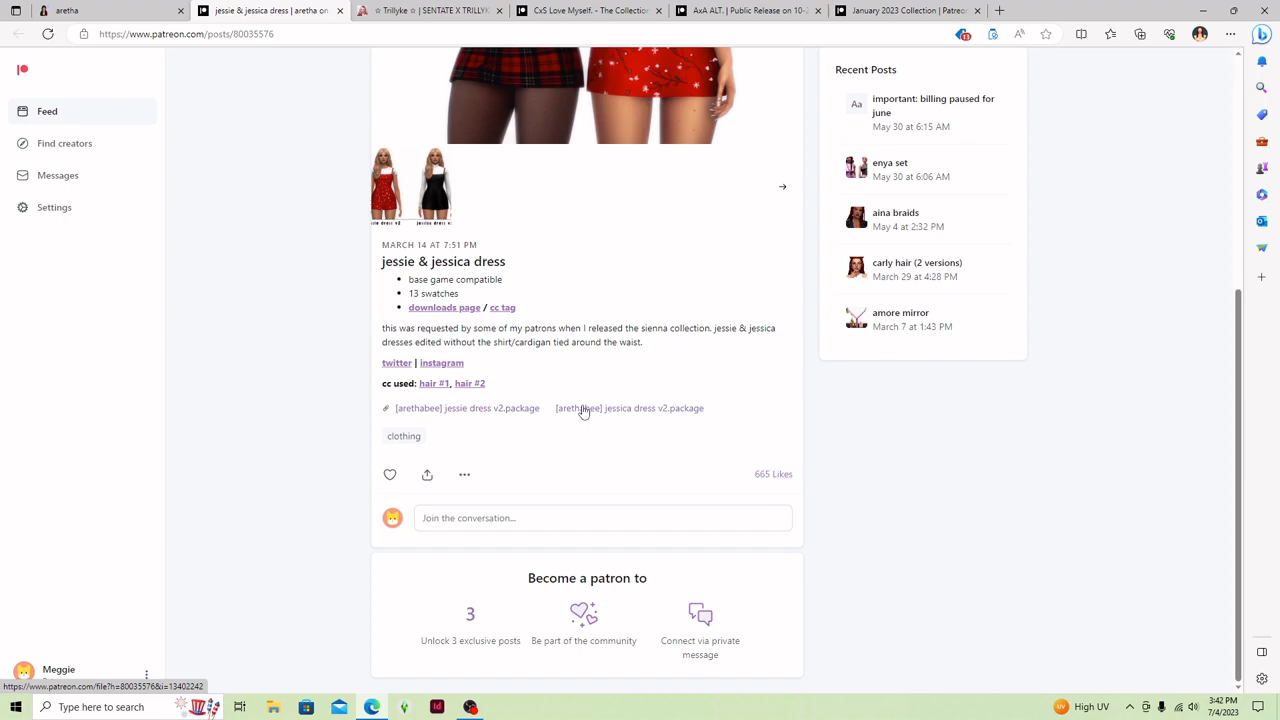 aretha
jessie & jessica dress | aretha on
☆ Trillyke ☆ | SENTATE X TRILLYK
CxS Love Myself. - The Collection
AxA ALT. | Public Release on 10-
January 2023 Collection | Patreon
https://www.patreon.com/posts/80035576
Feed
Find creators
Messages
Settings
MARCH 14 AT 7:51 PM
jessie & jessica dress
base game compatible
13 swatches
downloads page / cc tag
this was requested by some of my patrons when I released the sienna collection. jessie & jessica
dresses edited without the shirt/cardigan tied around the waist.
twitter | instagram
cc used: hair #1, hair #2
[arethabee] jessie dress v2.package [arethabee] jessica dress v2.package
clothing
665 Likes
Join the conversation...
Become a patron to
3
Unlock 3 exclusive posts
Be part of the community
Connect via private
message
Recent Posts
Aa
important: billing paused for
june
May 30 at 6:15 AM
enya set
May 30 at 6:06 AM
aina braids
May 4 at 2:32 PM
carly hair (2 versions)
March 29 at 4:28 PM
amore mirror
March 7 at 1:43 PM
Meggie
https://www.patreon.com/file?h=80035576&i=13402242
Type here to search
UV High UV
3:42 PM
7/4/2023